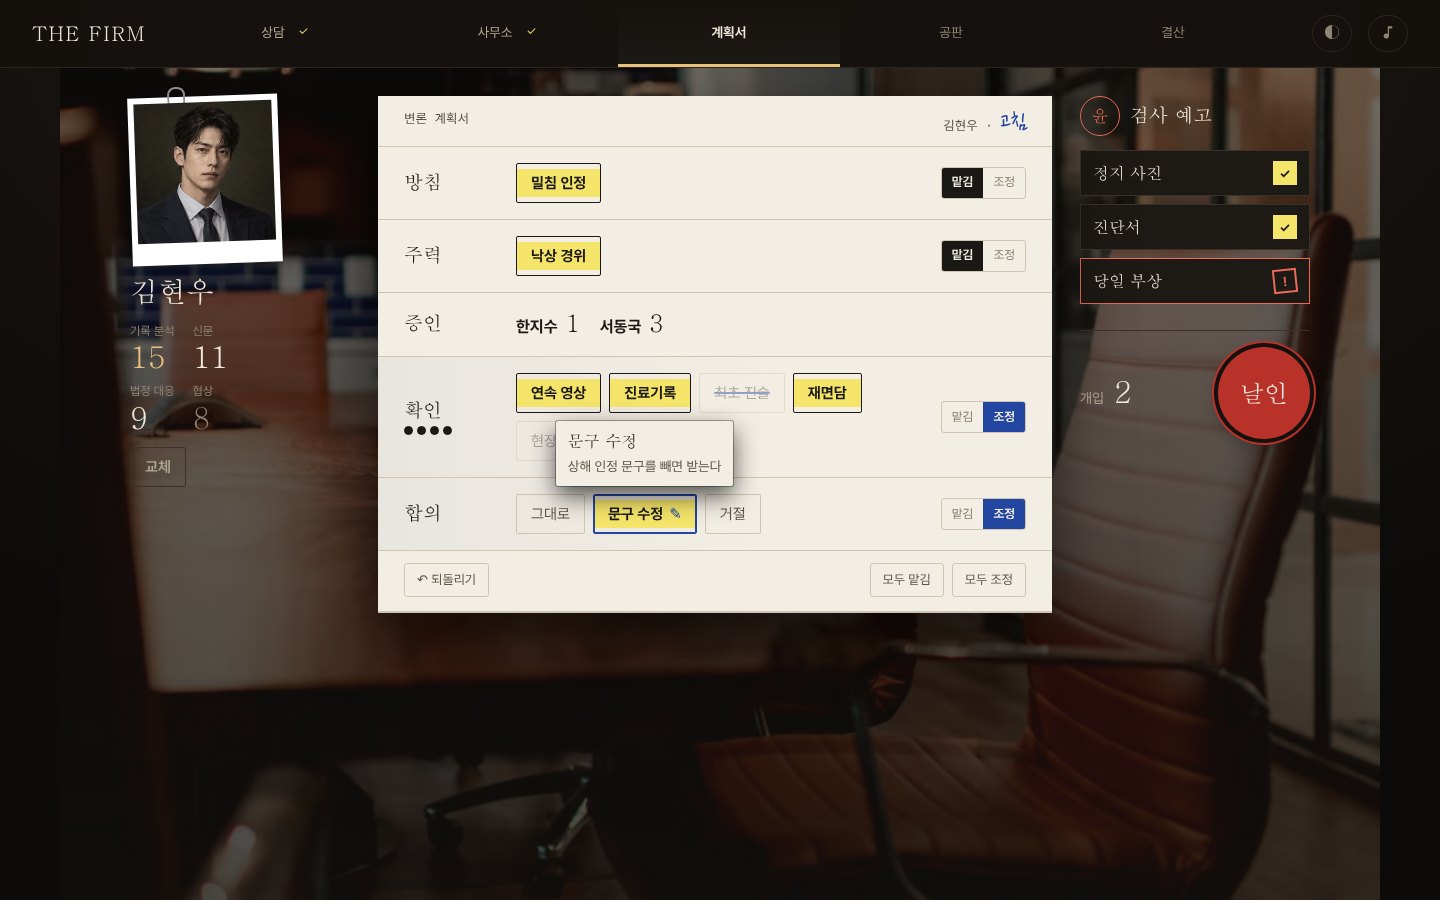 THE FIRM
상담 ✓
사무소 ✓
계획서
공판
결산
김현우
기록 분석 신문
15 11
법정 대응 협상
9 8
교체
변론 계획서
김현우 · 고침
방침 밀침 인정 맡김 조정
주력 낙상 경위 맡김 조정
증인 한지수 1 서동국 3
확인 연속 영상 진료기록 최초 진술 재면담 맡김 조정
현장
문구 수정
상해 인정 문구를 빼면 받는다
합의 그대로 문구 수정 ✎ 거절 맡김 조정
↶ 되돌리기 모두 맡김 모두 조정
윤 검사 예고
정지 사진 ✓
진단서 ✓
당일 부상 !
개입 2 날인